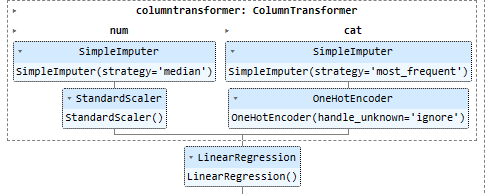 columntransformer: ColumnTransformer
num
cat
SimpleImputer
SimpleImputer
SimpleImputer(strategy='median')
SimpleImputer(strategy='most_frequent')
StandardScaler
OneHotEncoder
StandardScaler()
OneHotEncoder(handle_unknown='ignore')
LinearRegression
LinearRegression()